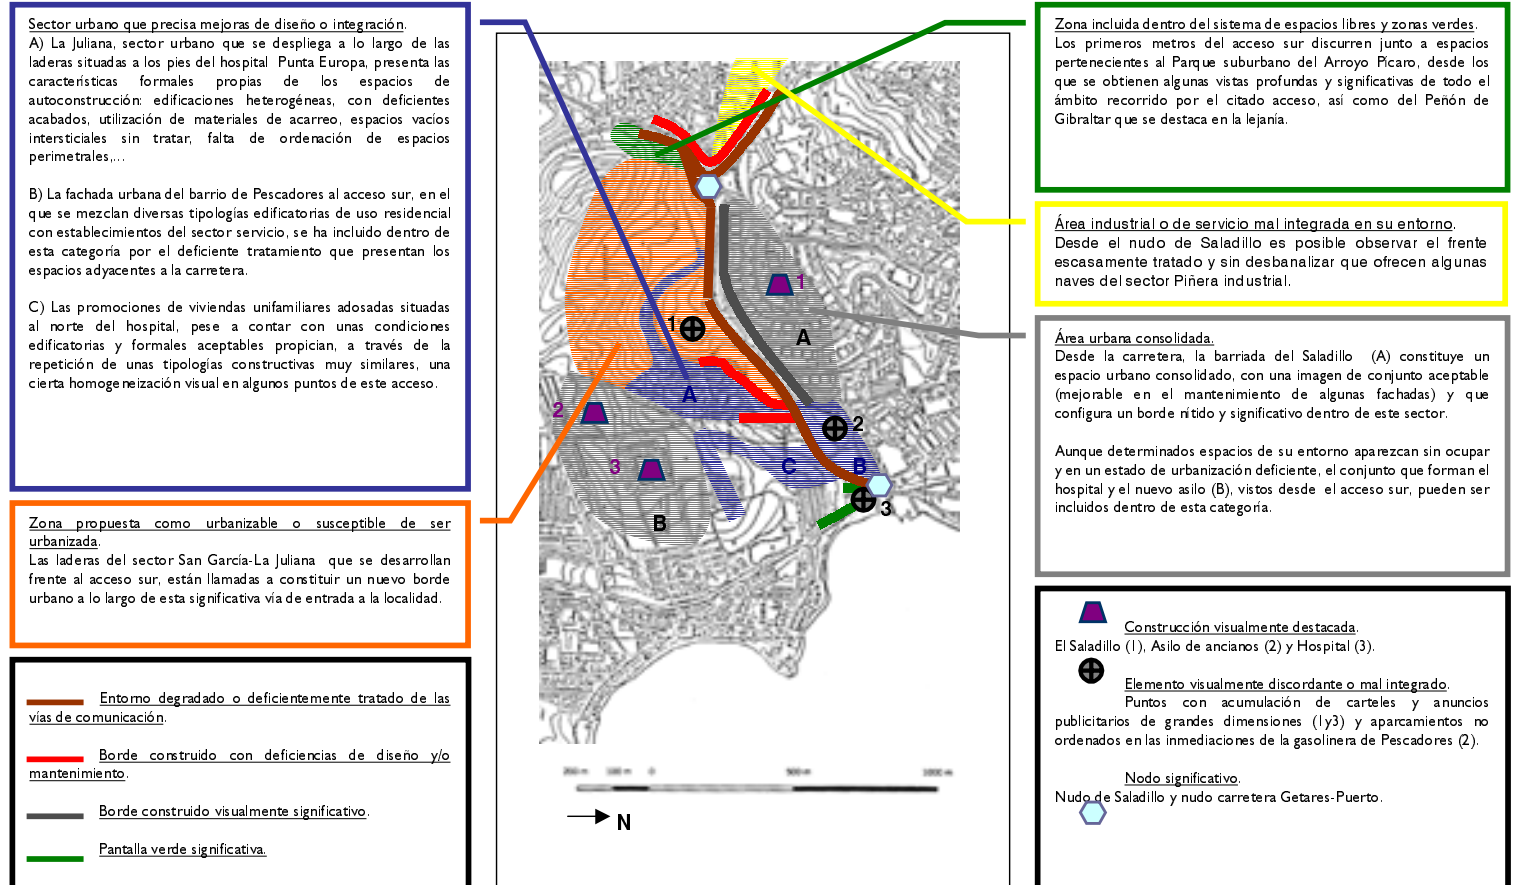 Sector urbano que precisa mejoras de diseño o integración.
A) La Juliana, sector urbano que se despliega a lo largo de las
laderas situadas a los pies del hospital Punta Europa, presenta las
características formales propias de los espacios de
autoconstrucción: edificaciones heterogéneas, con deficientes
acabados, utilización de materiales de acarreo, espacios vacíos
intersticiales sin tratar, falta de ordenación de espacios
perimetrales,...
B) La fachada urbana del barrio de Pescadores al acceso sur, en el
que se mezclan diversas tipologías edificatorias de uso residencial
con establecimientos del sector servicio, se ha incluido dentro de
esta categoría por el deficiente tratamiento que presentan los
espacios adyacentes a la carretera.
C) Las promociones de viviendas unifamiliares adosadas situadas
al norte del hospital, pese a contar con unas condiciones
edificatorias y formales aceptables propician, a través de la
repetición de unas tipologías constructivas muy similares, una
cierta homogeneización visual en algunos puntos de este acceso.
Zona propuesta como urbanizable o susceptible de ser
urbanizada.
Las laderas del sector San García-La Juliana que se desarrollan
frente al acceso sur, están llamadas a constituir un nuevo borde
urbano a lo largo de esta significativa vía de entrada a la localidad.
Entorno degradado o deficientemente tratado de las
vías de comunicación.
Borde construido con deficiencias de diseño y/o
mantenimiento.
Borde construido visualmente significativo.
Pantalla verde significativa.
1
1
A
A
2
2
3
C
B
B
3
200 m 100 m 0 500 m 1000 m
N
Zona incluida dentro del sistema de espacios libres y zonas verdes.
Los primeros metros del acceso sur discurren junto a espacios
pertenecientes al Parque suburbano del Arroyo Pícaro, desde los
que se obtienen algunas vistas profundas y significativas de todo el
ámbito recorrido por el citado acceso, así como del Peñón de
Gibraltar que se destaca en la lejanía.
Área industrial o de servicio mal integrada en su entorno.
Desde el nudo de Saladillo es posible observar el frente
escasamente tratado y sin desbanalizar que ofrecen algunas
naves del sector Piñera industrial.
Área urbana consolidada.
Desde la carretera, la barriada del Saladillo (A) constituye un
espacio urbano consolidado, con una imagen de conjunto aceptable
(mejorable en el mantenimiento de algunas fachadas) y que
configura un borde nítido y significativo dentro de este sector.
Aunque determinados espacios de su entorno aparezcan sin ocupar
y en un estado de urbanización deficiente, el conjunto que forman el
hospital y el nuevo asilo (B), vistos desde el acceso sur, pueden ser
incluidos dentro de esta categoría.
Construcción visualmente destacada.
El Saladillo (1), Asilo de ancianos (2) y Hospital (3).
Elemento visualmente discordante o mal integrado.
Puntos con acumulación de carteles y anuncios
publicitarios de grandes dimensiones (1y3) y aparcamientos no
ordenados en las inmediaciones de la gasolinera de Pescadores (2).
Nodo significativo.
Nudo de Saladillo y nudo carretera Getares-Puerto.